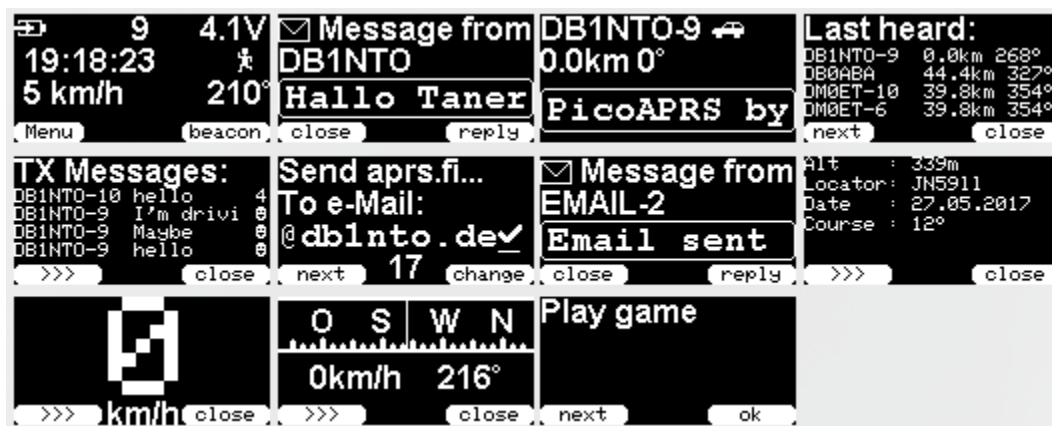 9 4.1V
19:18:23
5 km/h 210°
Menu beacon
Message from
DB1NTO
Hallo Taner
close reply
DB1NTO-9
0.0km 0°
PicoAPRS by
Last heard:
DB1NTO-9 0.0km 268°
DB0ABA 44.4km 327°
DM0ET-10 39.8km 354°
DM0ET-6 39.8km 354°
next close
TX Messages:
DB1NTO-10 hello 4
DB1NTO-9 I'm drivi
DB1NTO-9 Maybe
DB1NTO-9 hello
>>> close
Send aprs.fi...
To e-Mail:
@db1nto.de
next 17 change
Message from
EMAIL-2
Email sent
close reply
Alt : 339m
Locator: JN59ll
Date : 27.05.2017
Course : 12°
>>> close
0
>>> km/h close
O S W N
0km/h 216°
>>> close
Play game
next ok